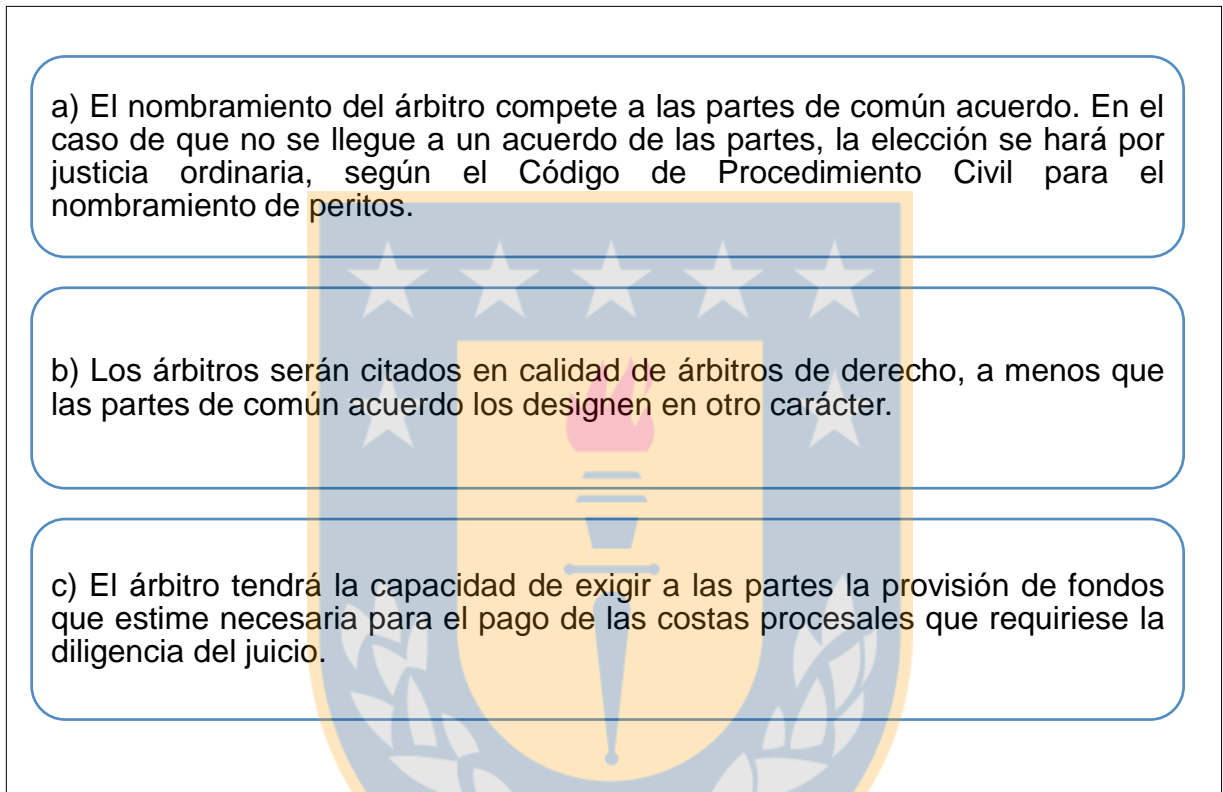 a) El nombramiento del árbitro compete a las partes de común acuerdo. En el
caso de que no se llegue a un acuerdo de las partes, la elección se hará por
justicia ordinaria, según el Código de Procedimiento Civil para el
nombramiento de peritos.
b) Los árbitros serán citados en calidad de árbitros de derecho, a menos que
las partes de común acuerdo los designen en otro carácter.
c) El árbitro tendrá la capacidad de exigir a las partes la provisión de fondos
que estime necesaria para el pago de las costas procesales que requiriese la
diligencia del juicio.